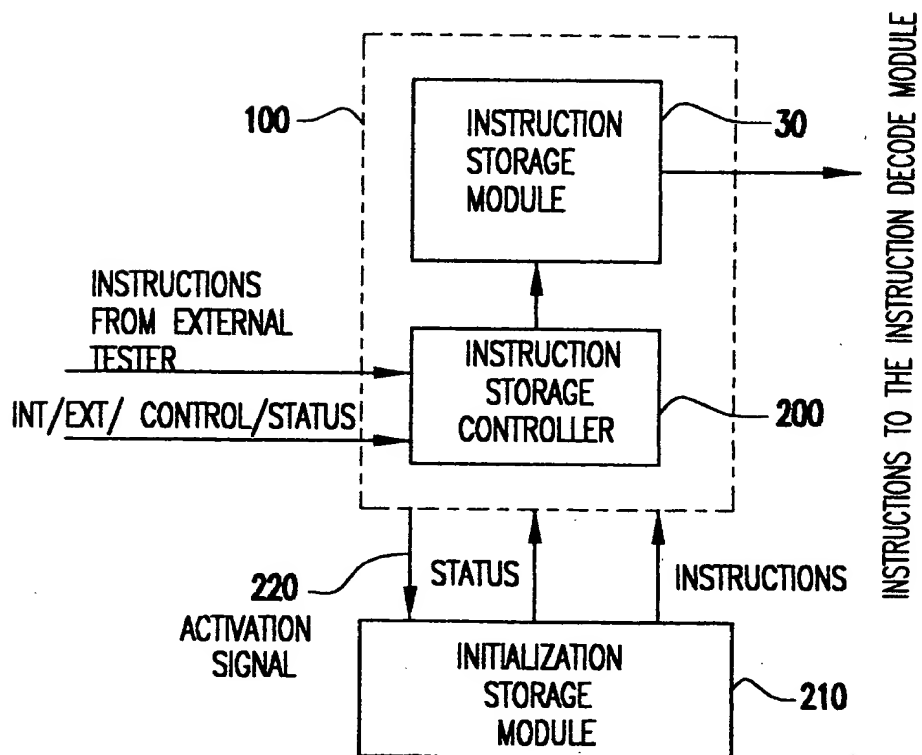 100
INSTRUCTION
STORAGE
MODULE
30
INSTRUCTIONS TO THE INSTRUCTION DECODE MODULE
INSTRUCTIONS
FROM EXTERNAL
TESTER
INT/EXT/ CONTROL/STATUS
INSTRUCTION
STORAGE
CONTROLLER
200
220
ACTIVATION
SIGNAL
STATUS
INSTRUCTIONS
INITIALIZATION
STORAGE
MODULE
210